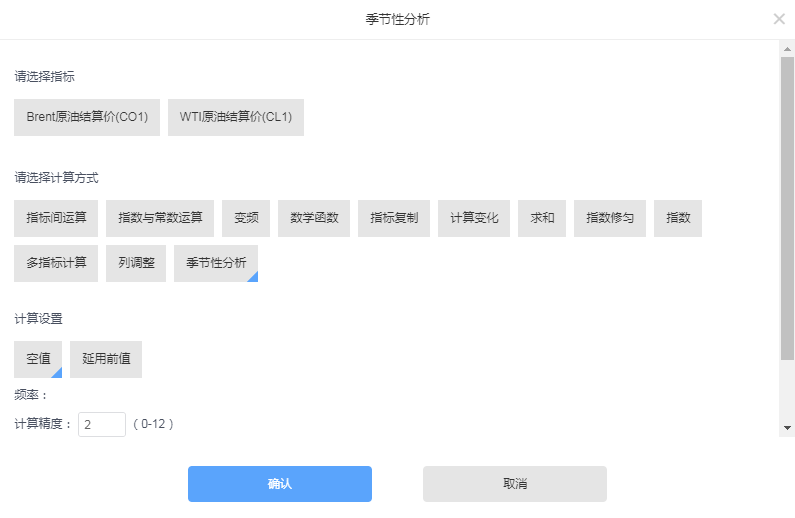 季节性分析
请选择指标
Brent原油结算价(CO1) WTI原油结算价(CL1)
请选择计算方式
指标间运算 指数与常数运算 变频 数学函数 指标复制 计算变化 求和 指数修匀 指数
多指标计算 列调整 季节性分析
计算设置
空值 延用前值
频率：
计算精度： 2 （0-12）
确认 取消